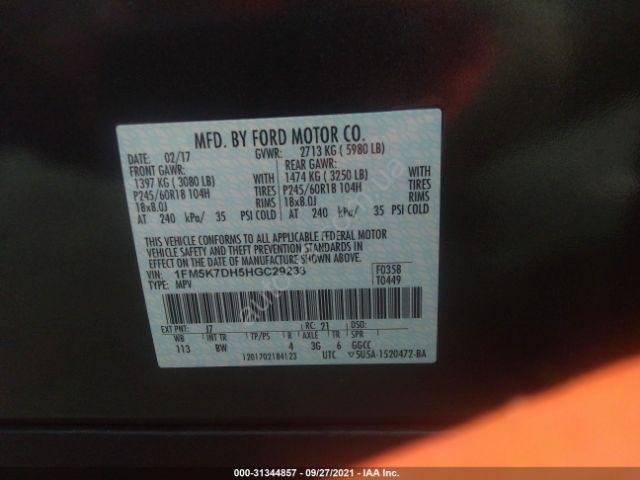 MFD. BY FORD MOTOR CO.
DATE: 02/17 GVWR: 2713 KG ( 5980 LB)
FRONT GAWR: REAR GAWR:
1397 KG ( 3080 LB) WITH 1474 KG ( 3250 LB) WITH
P245/60R18 104H TIRES P245/60R18 104H TIRES
18x8.0J RIMS 18x8.0J RIMS
AT 240 kPa/ 35 PSI COLD AT 240 kPa/ 35 PSI COLD
THIS VEHICLE CONFORMS TO ALL APPLICABLE FEDERAL MOTOR
VEHICLE SAFETY AND THEFT PREVENTION STANDARDS IN
EFFECT ON THE DATE OF MANUFACTURE SHOWN ABOVE.
VIN: 1FM5K7DH5HGC29233 F0358
TYPE: MPV T0449
EXT PNT: J7 RC: 21 DSO:
WB INT TR TP/PS R AXLE TR SPR
113 BW 4 3G 6 GGCC
1201702184123 UTC 5U5A-1520472-BA
000-31344857 - 09/27/2021 - IAA Inc.